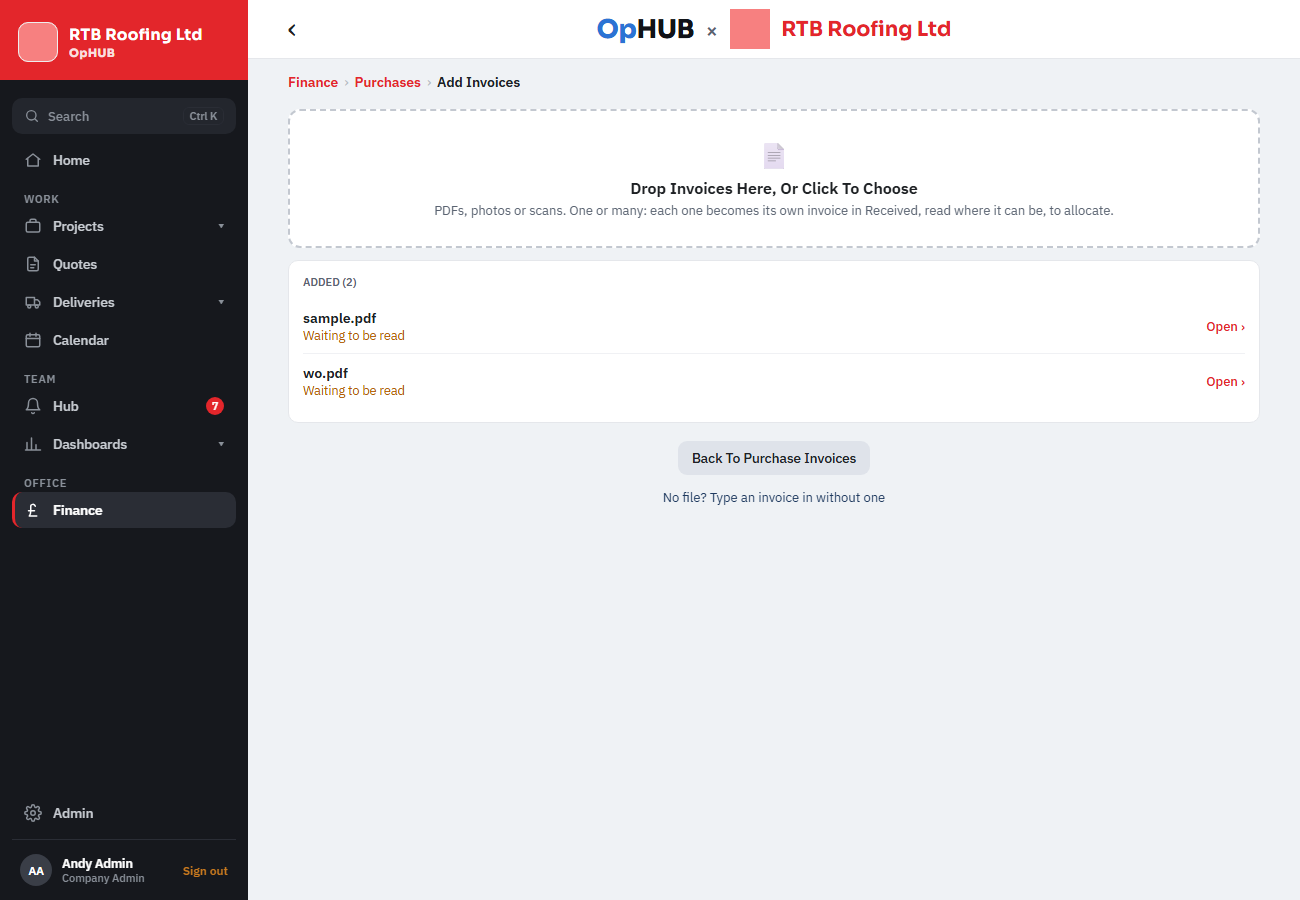 RTB Roofing Ltd
OpHUB
Search
Ctrl K
Home
WORK
Projects
Quotes
Deliveries
Calendar
TEAM
Hub
7
Dashboards
OFFICE
£ Finance
Admin
AA
Andy Admin
Company Admin
Sign out
‹
OpHUB × RTB Roofing Ltd
Finance › Purchases › Add Invoices
Drop Invoices Here, Or Click To Choose
PDFs, photos or scans. One or many: each one becomes its own invoice in Received, read where it can be, to allocate.
ADDED (2)
sample.pdf
Waiting to be read
Open ›
wo.pdf
Waiting to be read
Open ›
Back To Purchase Invoices
No file? Type an invoice in without one